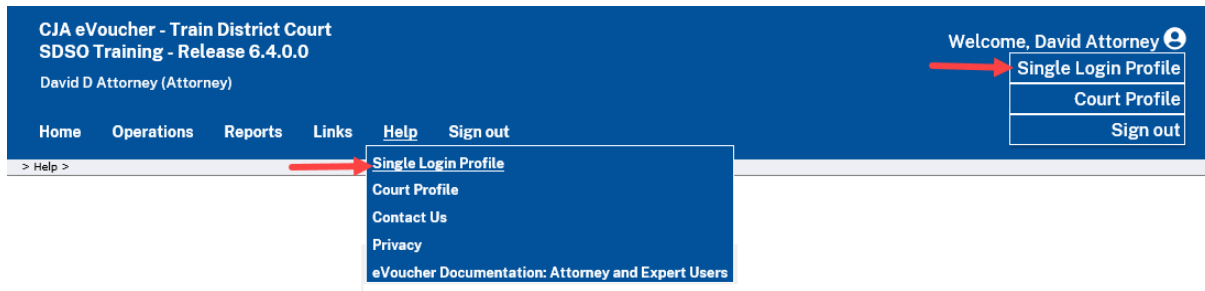 CJA eVoucher - Train District Court
SDSO Training - Release 6.4.0.0
David D Attorney (Attorney)
Welcome, David Attorney
Single Login Profile
Court Profile
Sign out
Home Operations Reports Links Help Sign out
> Help >
Single Login Profile
Court Profile
Contact Us
Privacy
eVoucher Documentation: Attorney and Expert Users